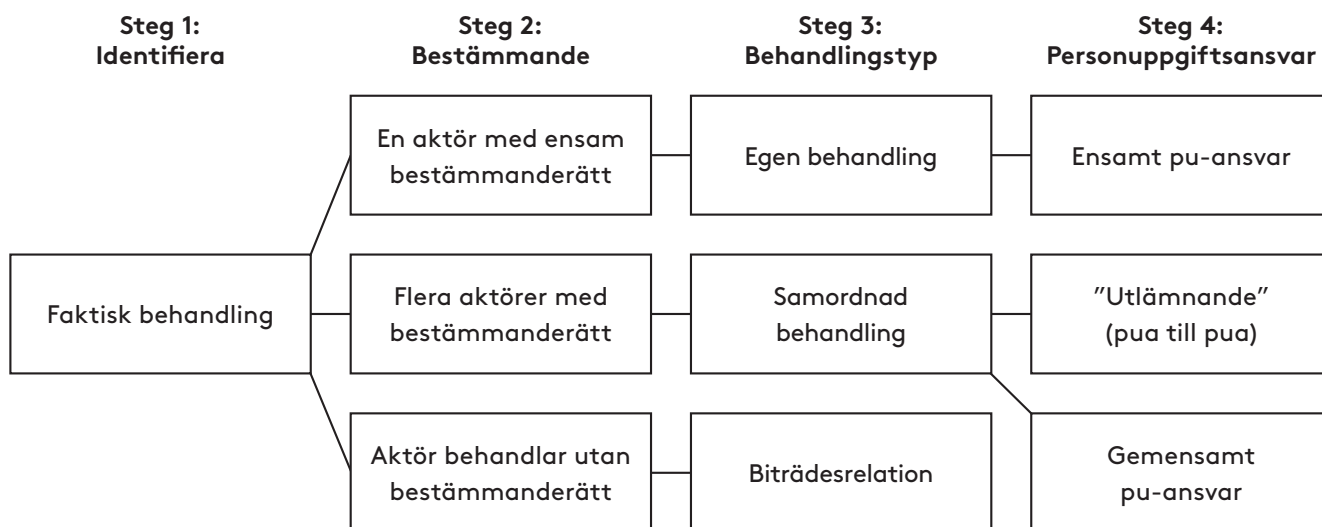 Steg 1:
Identifiera
Steg 2:
Bestämmande
Steg 3:
Behandlingstyp
Steg 4:
Personuppgiftsansvar
En aktör med ensam
bestämmanderätt
Egen behandling
Ensamt pu-ansvar
Faktisk behandling
Flera aktörer med
bestämmanderätt
Samordnad
behandling
”Utlämnande”
(pua till pua)
Aktör behandlar utan
bestämmanderätt
Biträdesrelation
Gemensamt
pu-ansvar